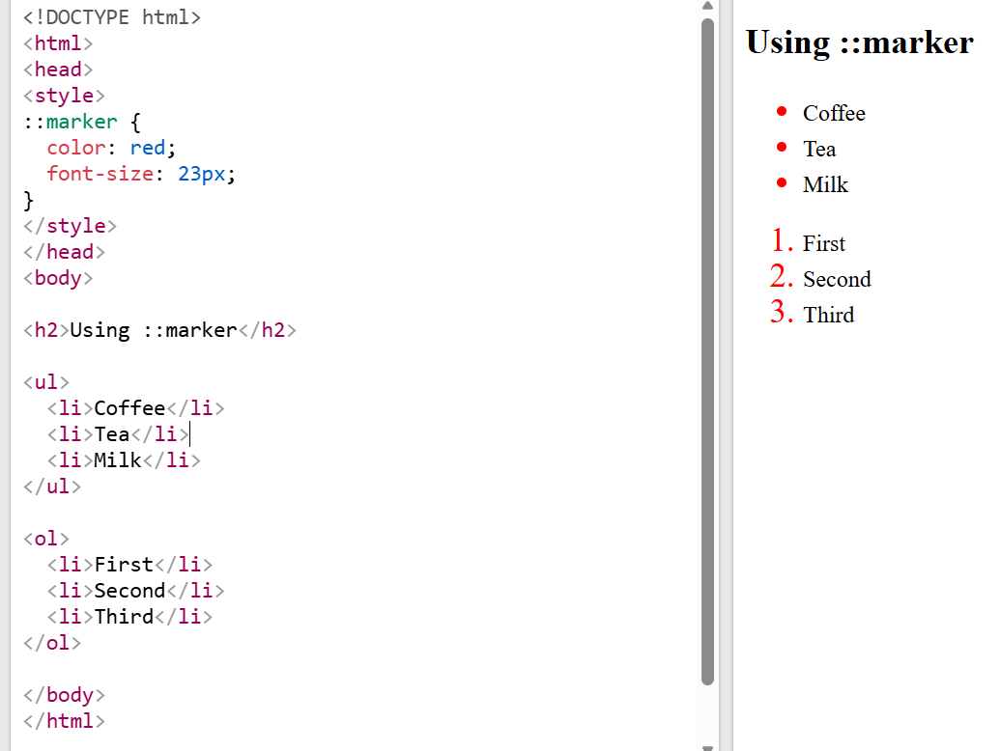 <!DOCTYPE html>
<html>
<head>
<style>
::marker {
  color: red;
  font-size: 23px;
}
</style>
</head>
<body>

<h2>Using ::marker</h2>

<ul>
  <li>Coffee</li>
  <li>Tea</li>
  <li>Milk</li>
</ul>

<ol>
  <li>First</li>
  <li>Second</li>
  <li>Third</li>
</ol>

</body>
</html>

Using ::marker
• Coffee
• Tea
• Milk
1. First
2. Second
3. Third